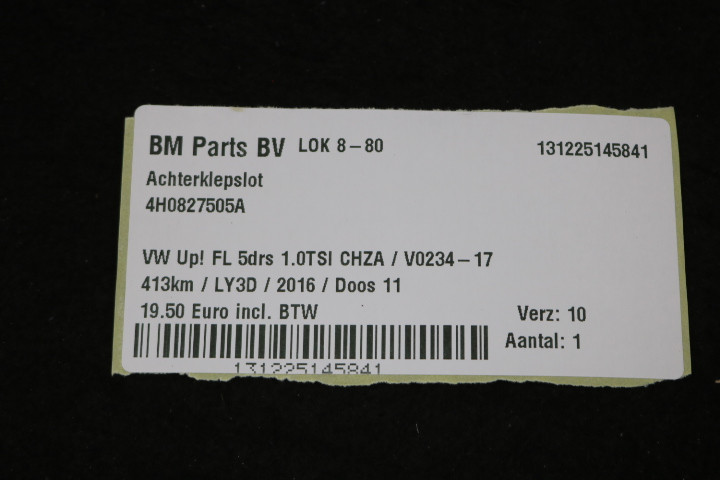 BM Parts BV LOK 8-80 131225145841
Achterklepslot
4H0827505A
VW Up! FL 5drs 1.0TSI CHZA / V0234-17
413km / LY3D / 2016 / Doos 11
19.50 Euro incl. BTW Verz: 10
Aantal: 1
131225145841